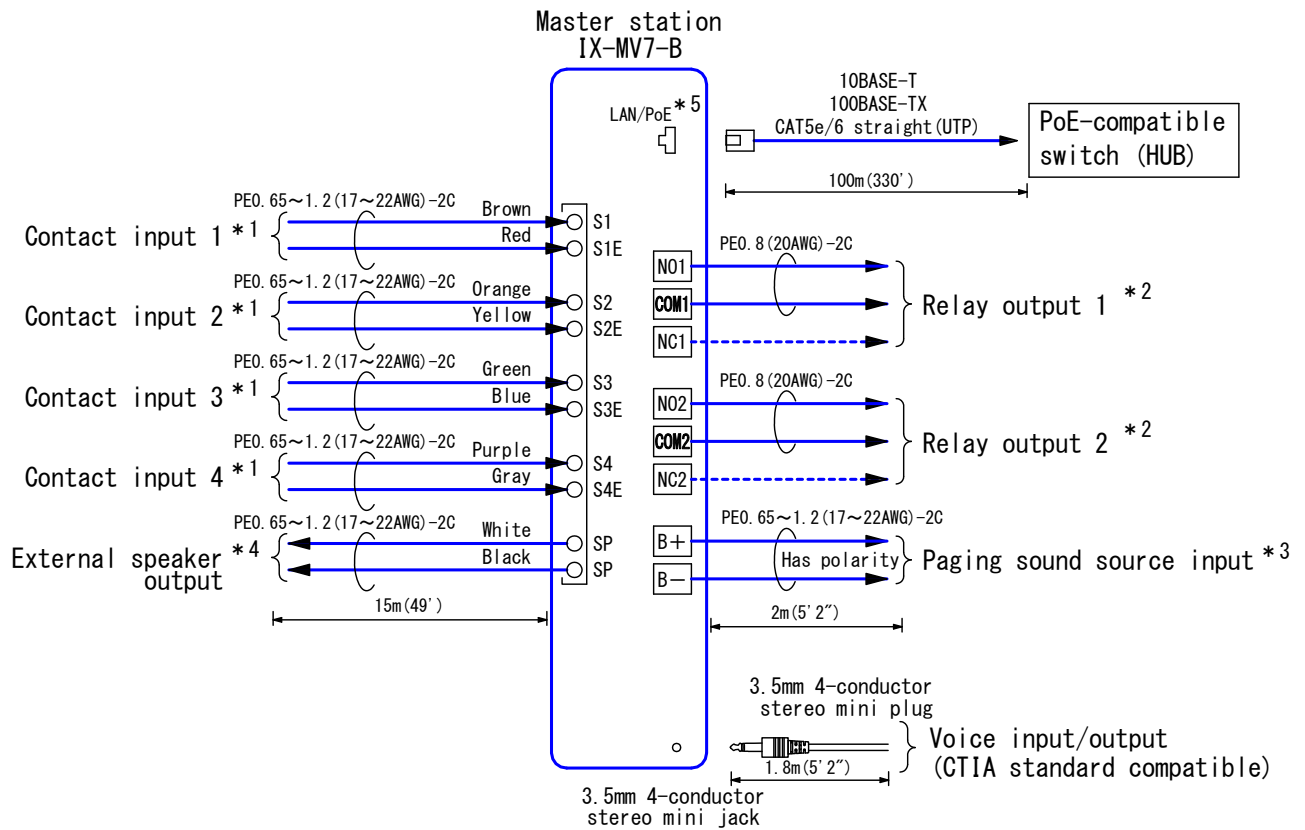 Master station
IX-MV7-B
LAN/PoE*5
10BASE-T
100BASE-TX
CAT5e/6 straight(UTP)
PoE-compatible
switch (HUB)
100m(330')
Contact input 1 *1
PE0.65~1.2(17~22AWG)-2C
Brown
Red
S1
S1E
Contact input 2 *1
PE0.65~1.2(17~22AWG)-2C
Orange
Yellow
S2
S2E
Contact input 3 *1
PE0.65~1.2(17~22AWG)-2C
Green
Blue
S3
S3E
Contact input 4 *1
PE0.65~1.2(17~22AWG)-2C
Purple
Gray
S4
S4E
External speaker *4
output
PE0.65~1.2(17~22AWG)-2C
White
Black
SP
SP
15m(49')
NO1
COM1
NC1
PE0.8(20AWG)-2C
Relay output 1 *2
NO2
COM2
NC2
PE0.8(20AWG)-2C
Relay output 2 *2
B+
B−
PE0.65~1.2(17~22AWG)-2C
Has polarity
Paging sound source input *3
2m(5'2")
3.5mm 4-conductor
stereo mini plug
1.8m(5'2")
Voice input/output
(CTIA standard compatible)
3.5mm 4-conductor
stereo mini jack